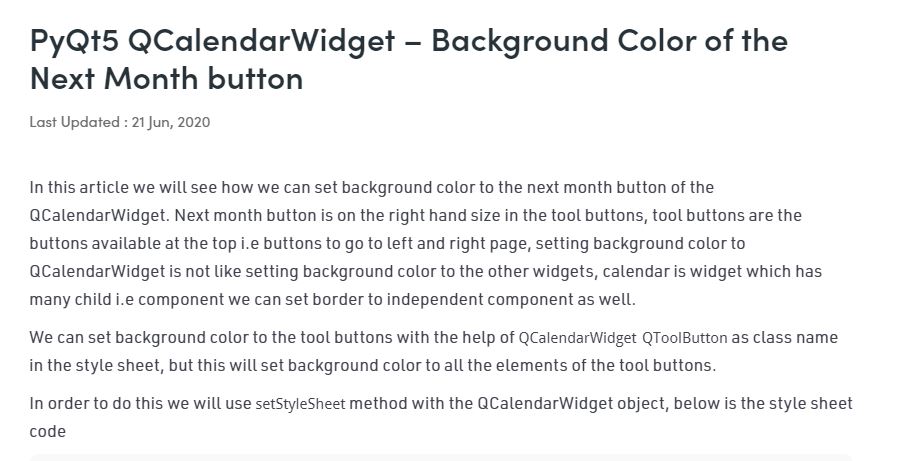 PyQt5 QCalendarWidget – Background Color of the
Next Month button
Last Updated : 21 Jun, 2020
In this article we will see how we can set background color to the next month button of the
QCalendarWidget. Next month button is on the right hand size in the tool buttons, tool buttons are the
buttons available at the top i.e buttons to go to left and right page, setting background color to
QCalendarWidget is not like setting background color to the other widgets, calendar is widget which has
many child i.e component we can set border to independent component as well.
We can set background color to the tool buttons with the help of QCalendarWidget QToolButton as class name
in the style sheet, but this will set background color to all the elements of the tool buttons.
In order to do this we will use setStyleSheet method with the QCalendarWidget object, below is the style sheet
code